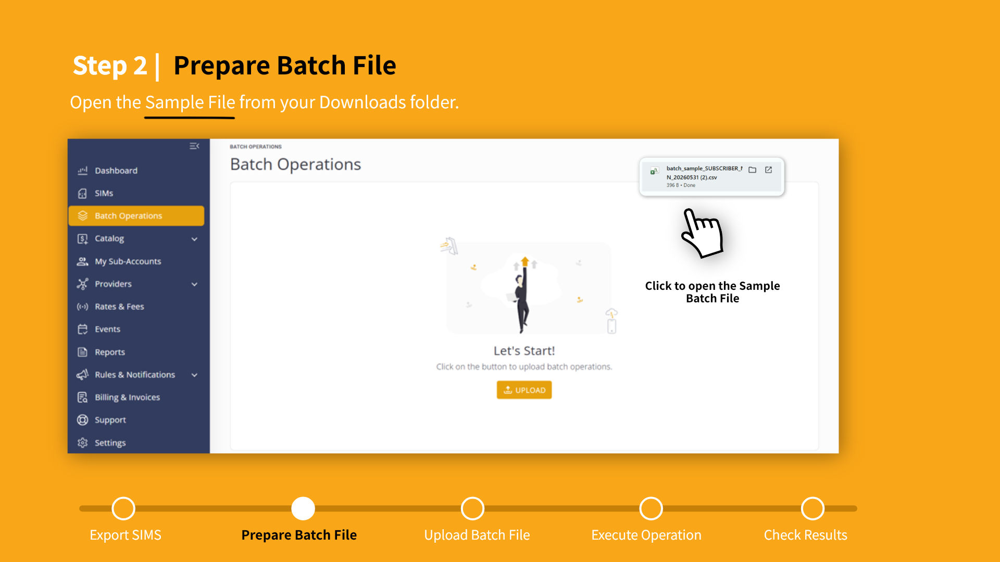 Step 2 | Prepare Batch File
Open the Sample File from your Downloads folder.
Dashboard
SIMs
Batch Operations
Catalog
My Sub-Accounts
Providers
Rates & Fees
Events
Reports
Rules & Notifications
Billing & Invoices
Support
Settings
BATCH OPERATIONS
Batch Operations
batch_sample_SUBSCRIBER_
N_20260531 (2).csv
396 B • Done
Click to open the Sample
Batch File
Let's Start!
Click on the button to upload batch operations.
UPLOAD
Export SIMS
Prepare Batch File
Upload Batch File
Execute Operation
Check Results